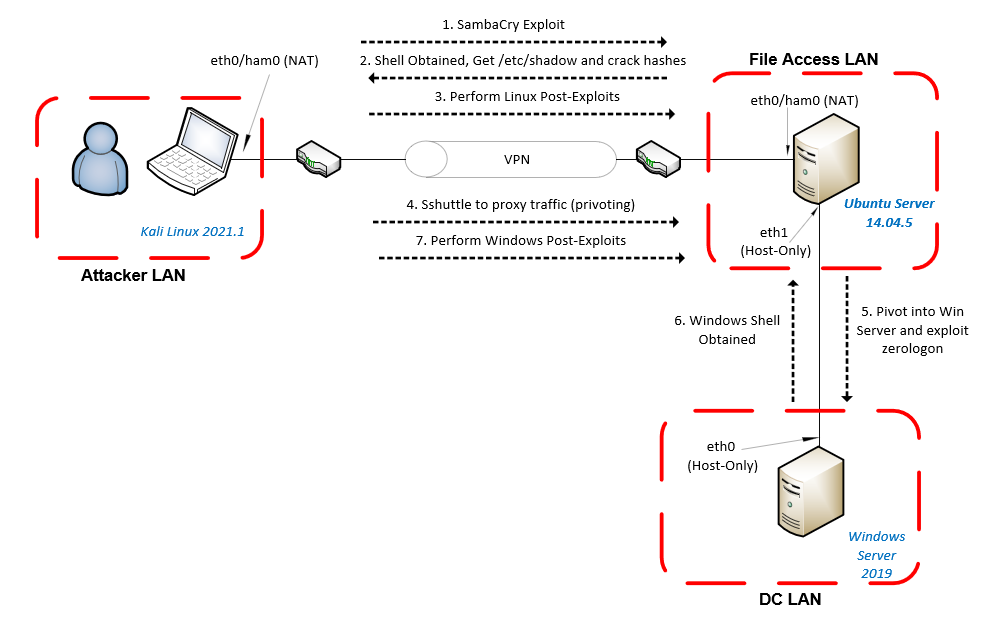 1. SambaCry Exploit
2. Shell Obtained, Get /etc/shadow and crack hashes
3. Perform Linux Post-Exploits
eth0/ham0 (NAT)
Kali Linux 2021.1
Attacker LAN
VPN
File Access LAN
eth0/ham0 (NAT)
Ubuntu Server
14.04.5
eth1
(Host-Only)
4. Sshuttle to proxy traffic (privoting)
7. Perform Windows Post-Exploits
6. Windows Shell
Obtained
5. Pivot into Win
Server and exploit
zerologon
eth0
(Host-Only)
Windows
Server
2019
DC LAN